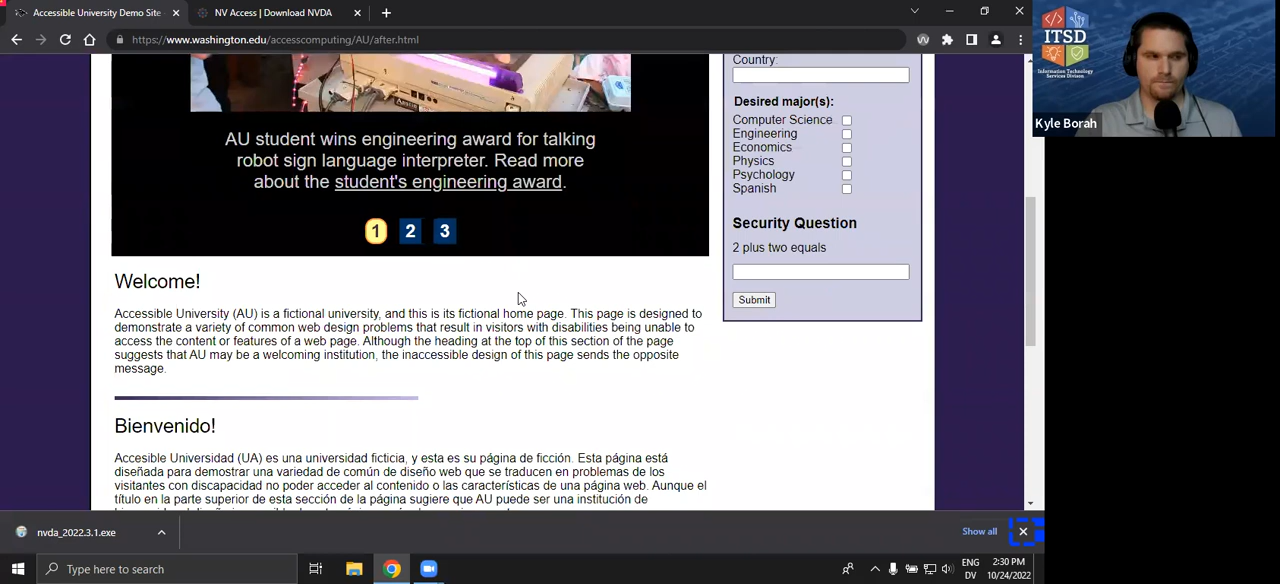 Accessible University Demo Site
NV Access | Download NVDA
https://www.washington.edu/accesscomputing/AU/after.html
ITSD
Information Technology
Services Division
Kyle Borah
AU student wins engineering award for talking
robot sign language interpreter. Read more
about the student's engineering award.
1 2 3
Welcome!
Accessible University (AU) is a fictional university, and this is its fictional home page. This page is designed to
demonstrate a variety of common web design problems that result in visitors with disabilities being unable to
access the content or features of a web page. Although the heading at the top of this section of the page
suggests that AU may be a welcoming institution, the inaccessible design of this page sends the opposite
message.
Bienvenido!
Accesible Universidad (UA) es una universidad ficticia, y esta es su página de ficción. Esta página está
diseñada para demostrar una variedad de común de diseño web que se traducen en problemas de los
visitantes con discapacidad no poder acceder al contenido o las características de una página web. Aunque el
título en la parte superior de esta sección de la página sugiere que AU puede ser una institución de
Country:
Desired major(s):
Computer Science
Engineering
Economics
Physics
Psychology
Spanish
Security Question
2 plus two equals
Submit
nvda_2022.3.1.exe
Show all
Type here to search
ENG
DV
2:30 PM
10/24/2022